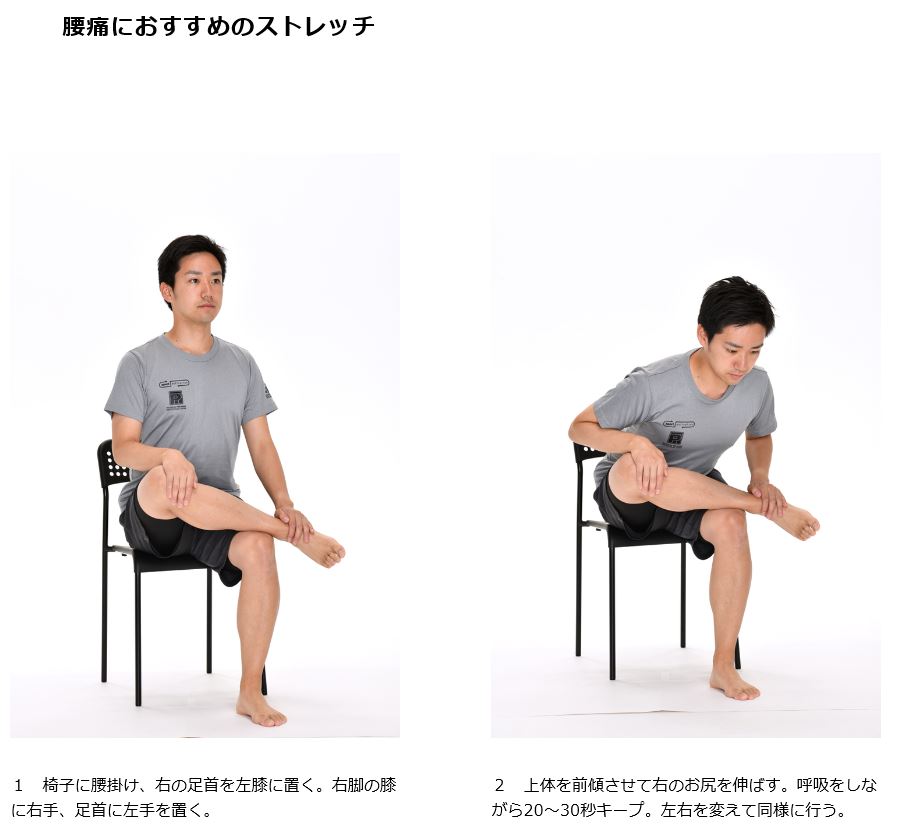 腰痛におすすめのストレッチ
1 椅子に腰掛け、右の足首を左膝に置く。右脚の膝
に右手、足首に左手を置く。
2 上体を前傾させて右のお尻を伸ばす。呼吸をしな
がら20〜30秒キープ。左右を変えて同様に行う。